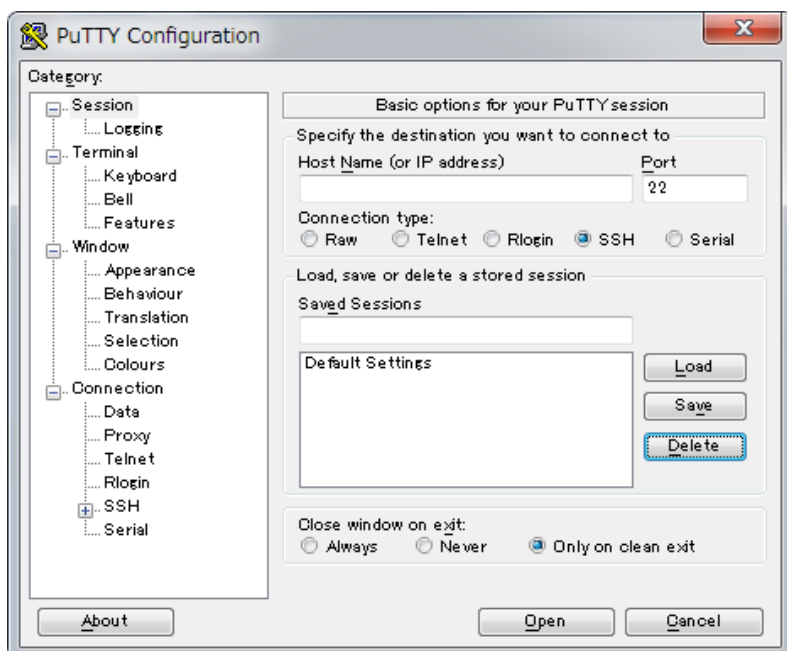 PuTTY Configuration
X
Category:
Session
Logging
Terminal
Keyboard
Bell
Features
Window
Appearance
Behaviour
Translation
Selection
Colours
Connection
Data
Proxy
Telnet
Rlogin
SSH
Serial
Basic options for your PuTTY session
Specify the destination you want to connect to
Host Name (or IP address) Port
22
Connection type:
Raw Telnet Rlogin SSH Serial
Load, save or delete a stored session
Saved Sessions
Default Settings
Load
Save
Delete
Close window on exit:
Always Never Only on clean exit
About Open Cancel